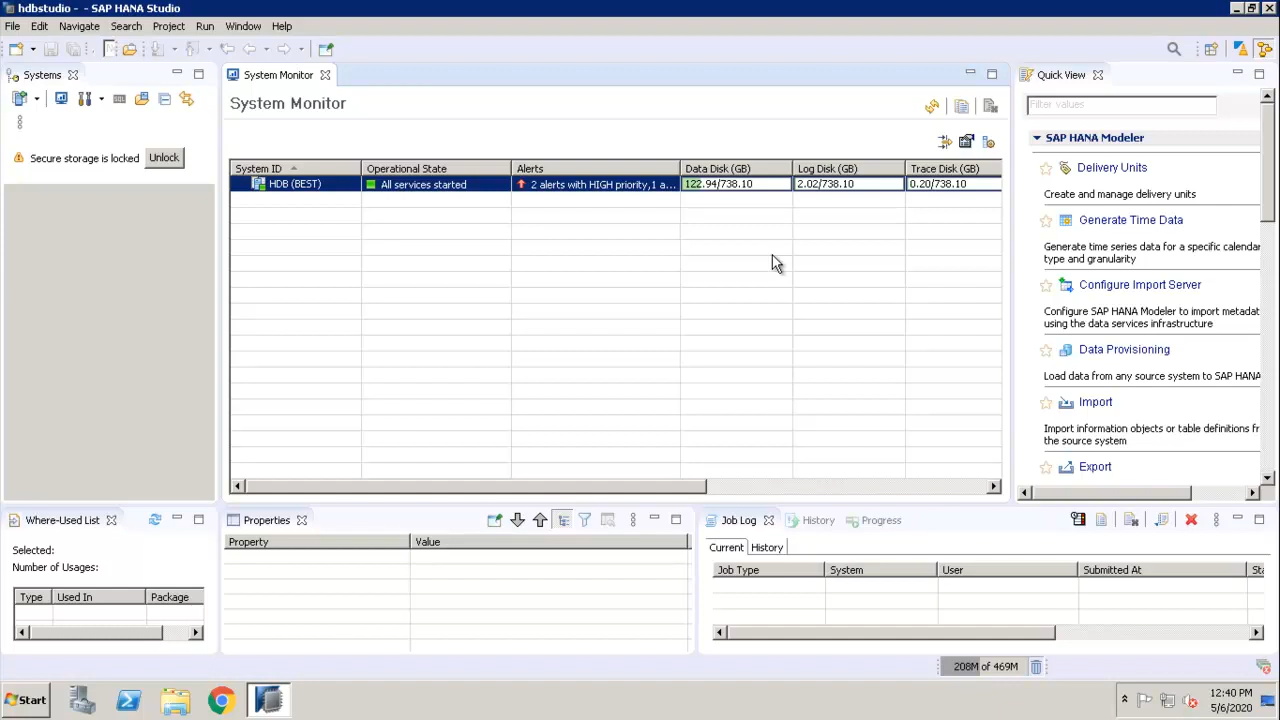 hdbstudio - - SAP HANA Studio
File Edit Navigate Search Project Run Window Help
Systems
Secure storage is locked Unlock
System Monitor
System Monitor
System ID Operational State Alerts Data Disk (GB) Log Disk (GB) Trace Disk (GB)
HDB (BEST) All services started 2 alerts with HIGH priority,1 a... 122.94/738.10 2.02/738.10 0.20/738.10
Quick View
Filter values
SAP HANA Modeler
Delivery Units
Create and manage delivery units
Generate Time Data
Generate time series data for a specific calendar
type and granularity
Configure Import Server
Configure SAP HANA Modeler to import metadat
using the data services infrastructure
Data Provisioning
Load data from any source system to SAP HANA
Import
Import information objects or table definitions fr
the source system
Export
Where-Used List
Selected:
Number of Usages:
Type Used In Package
Properties
Property Value
Job Log History Progress
Current History
Job Type System User Submitted At Sta
208M of 469M
Start
12:40 PM
5/6/2020